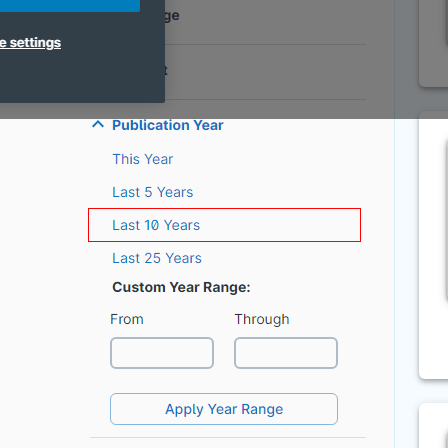 ge
e settings
t
Publication Year
This Year
Last 5 Years
Last 10 Years
Last 25 Years
Custom Year Range:
From Through
Apply Year Range